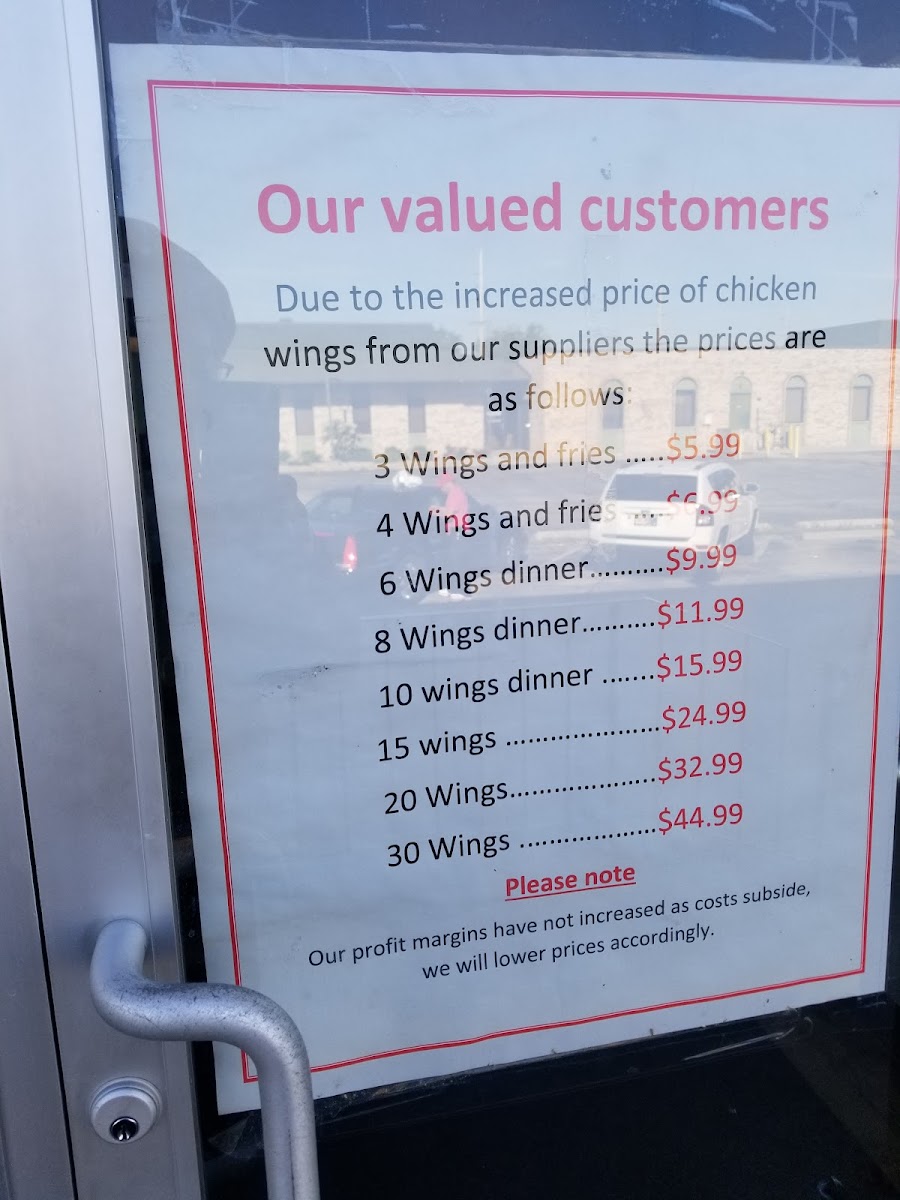 Our valued customers
Due to the increased price of chicken
wings from our suppliers the prices are
as follows:
3 Wings and fries .....$5.99
4 Wings and fries .....$6.99
6 Wings dinner..........$9.99
8 Wings dinner..........$11.99
10 wings dinner .......$15.99
15 wings ......................$24.99
20 Wings.....................$32.99
30 Wings ...................$44.99
Please note
Our profit margins have not increased as costs subside,
we will lower prices accordingly.